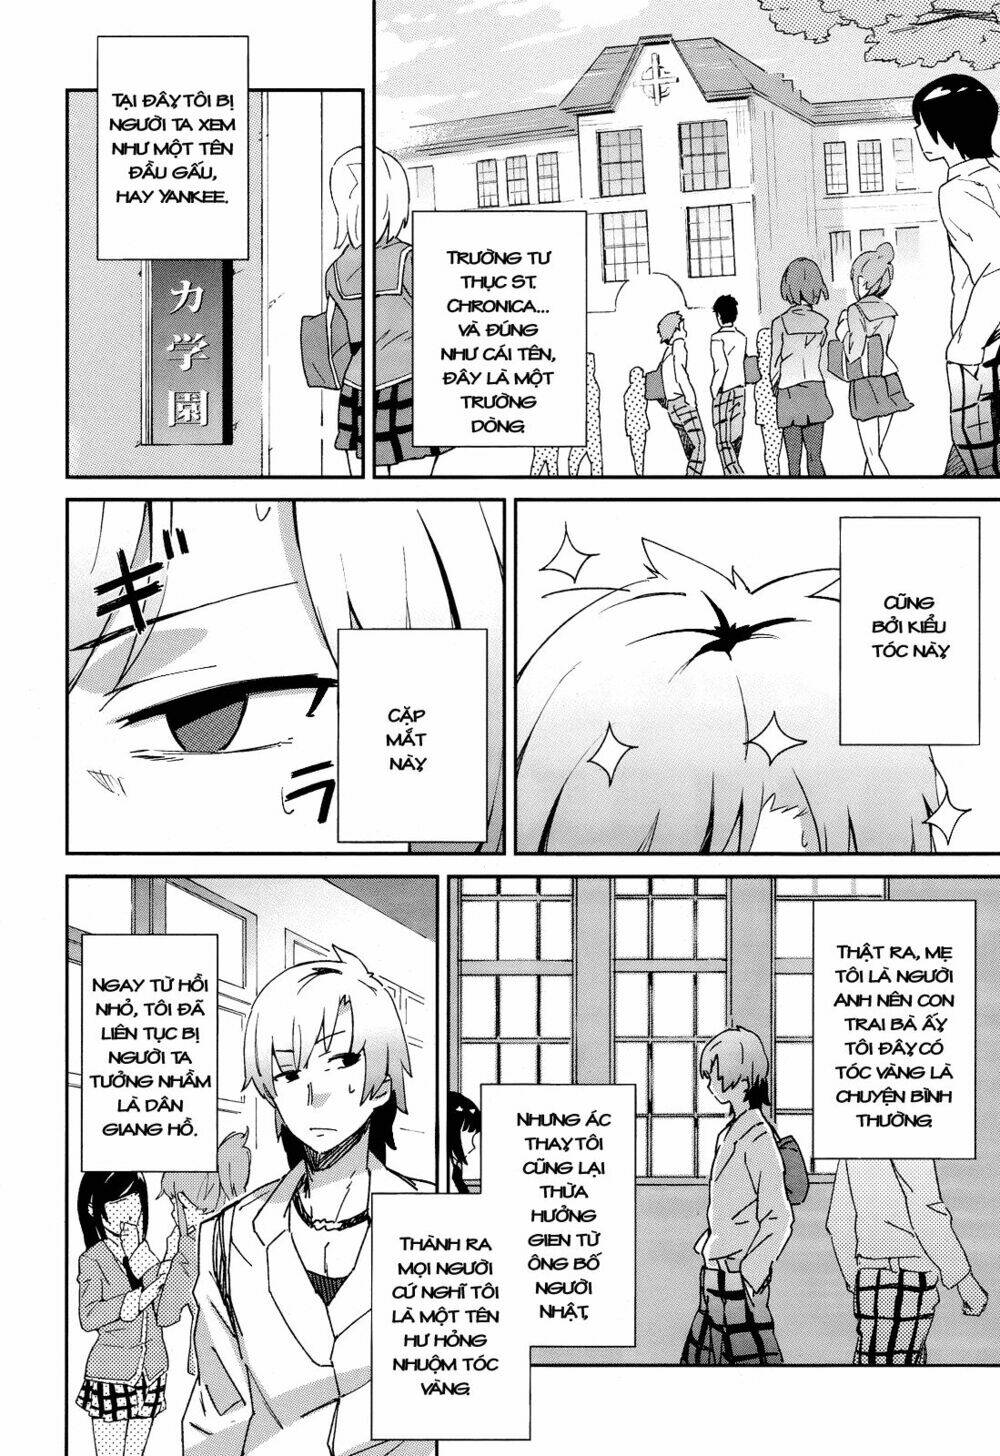 TRƯỜNG TƯ
THỤC ST.
CHRONICA...
VÀ ĐÚNG
NHƯ CÁI TÊN,
ĐÂY LÀ MỘT
TRƯỜNG
DÒNG.
TẠI ĐÂY, TÔI BỊ
NGƯỜI TA XEM
NHƯ MỘT TÊN
ĐẦU GẤU,
HAY YANKEE.
カ学園
CŨNG
BỞI KIỂU
TÓC NÀY,
ギ
ラ
CẶP
MẮT
NÀY,
THẬT RA, MẸ
TÔI LÀ NGƯỜI
ANH NÊN CON
TRAI BÀ ẤY,
TÔI ĐÂY, CÓ
TÓC VÀNG LÀ
CHUYỆN BÌNH
THƯỜNG.
NHƯNG ÁC
THAY, TÔI
CŨNG LẠI
THỪA
HƯỞNG
GIEN TỪ
ÔNG BỐ
NGƯỜI
NHẬT,
THÀNH RA
MỌI NGƯỜI
CỨ NGHĨ TÔI
LÀ MỘT TÊN
HƯ HỎNG
NHUỘM TÓC
VÀNG.
NGAY TỪ HỒI
NHỎ, TÔI ĐÃ
LIÊN TỤC BỊ
NGƯỜI TA
TƯỞNG NHẦM
LÀ DÂN
GIANG HỒ.